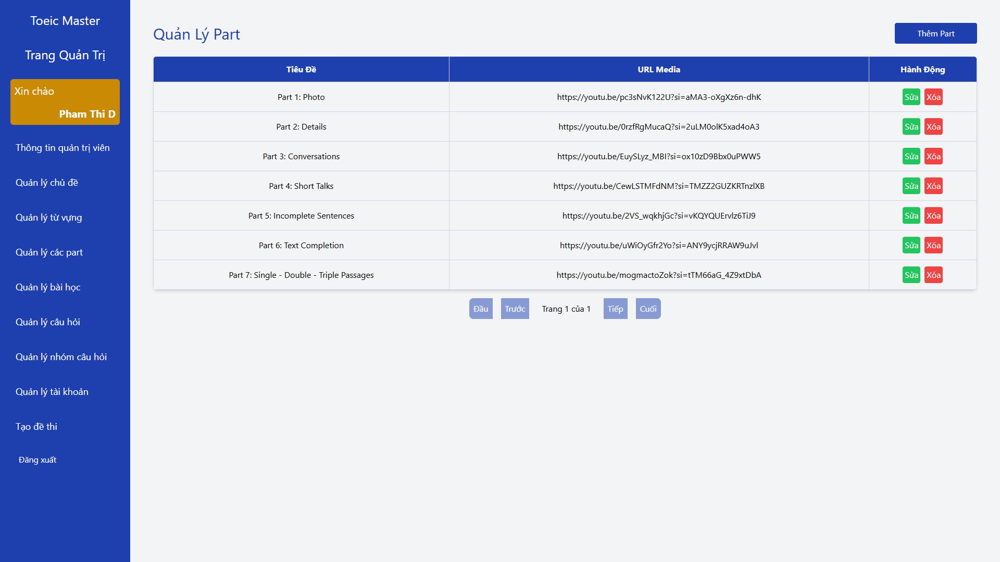 Toeic Master
Trang Quản Trị
Xin chào
Pham Thi D
Thông tin quản trị viên
Quản lý chủ đề
Quản lý từ vựng
Quản lý các part
Quản lý bài học
Quản lý câu hỏi
Quản lý nhóm câu hỏi
Quản lý tài khoản
Tạo đề thi
Đăng xuất
Quản Lý Part
Thêm Part
Tiêu Đề URL Media Hành Động
Part 1: Photo https://youtu.be/pc3sNvK122U?si=aMA3-oXgXz6n-dhK Sửa Xóa
Part 2: Details https://youtu.be/0rzfRgMucaQ?si=2uLM0olK5xad4oA3 Sửa Xóa
Part 3: Conversations https://youtu.be/EuySLyz_MBI?si=ox10zD9Bbx0uPWW5 Sửa Xóa
Part 4: Short Talks https://youtu.be/CewLSTMFdNM?si=TMZZ2GUZKRTnzlXB Sửa Xóa
Part 5: Incomplete Sentences https://youtu.be/2VS_wqkhjGc?si=vKQYQUErvlz6TiJ9 Sửa Xóa
Part 6: Text Completion https://youtu.be/uWiOyGfr2Yo?si=ANY9ycjRRAW9uJvl Sửa Xóa
Part 7: Single - Double - Triple Passages https://youtu.be/mogmactoZok?si=tTM66aG_4Z9xtDbA Sửa Xóa
Đầu Trước Trang 1 của 1 Tiếp Cuối